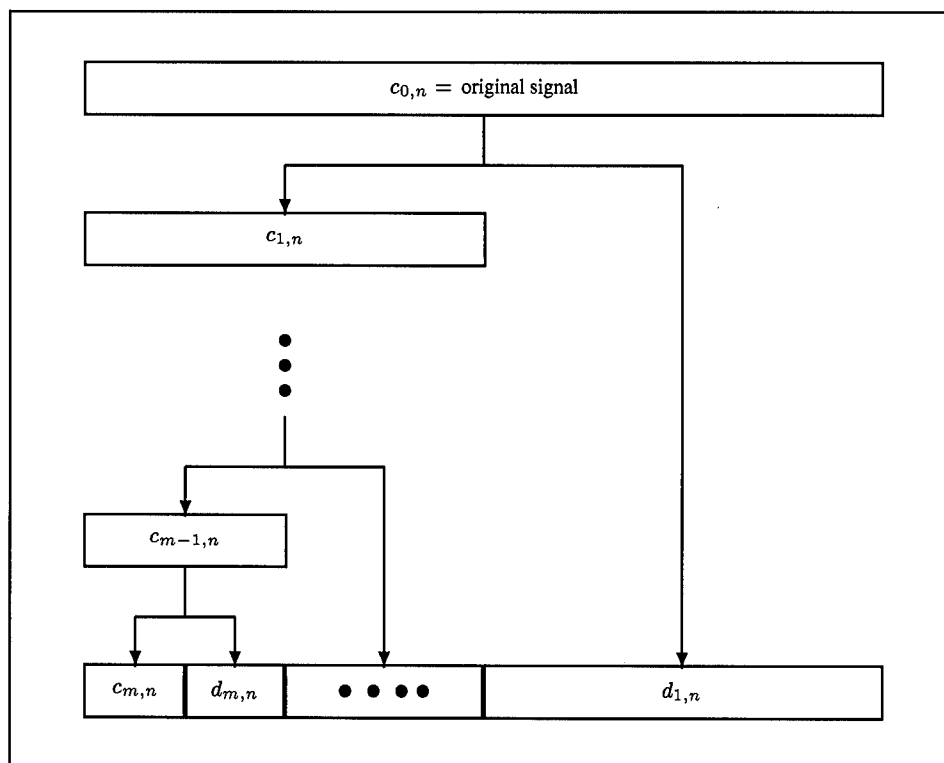 c₀,ₙ = original signal
c₁,ₙ
cₘ₋₁,ₙ
cₘ,ₙ dₘ,ₙ d₁,ₙ